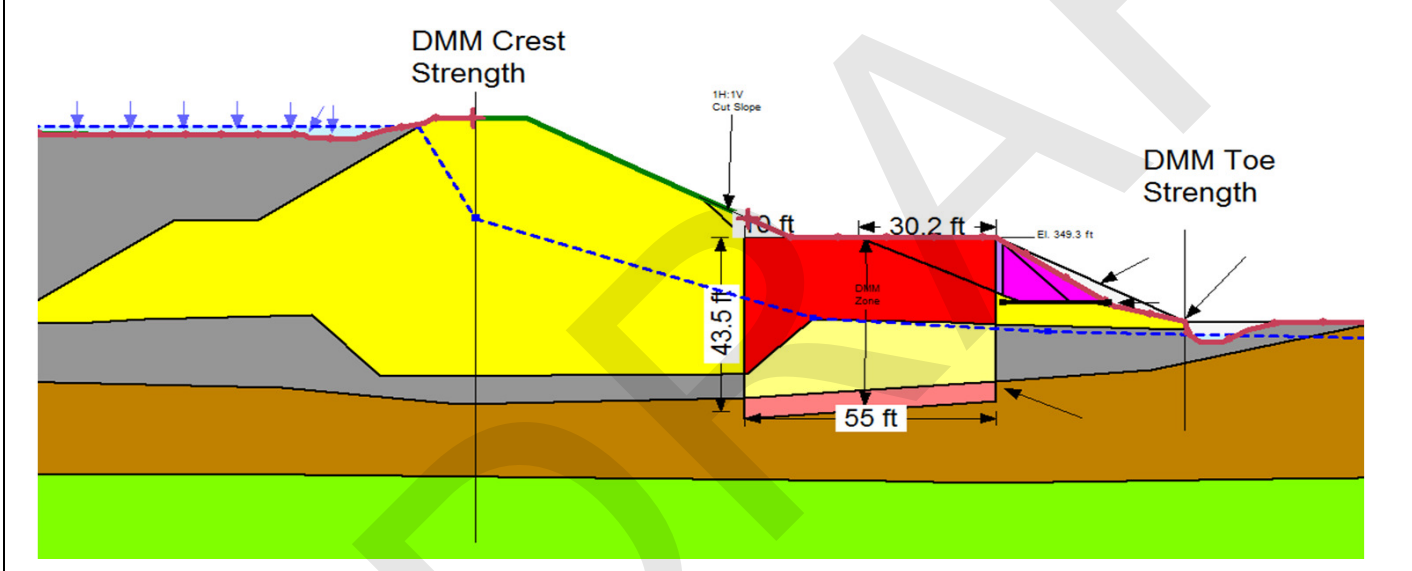 DMM Crest
Strength
1H:1V
Cut Slope
DMM Toe
Strength
10 ft
30.2 ft
El. 349.3 ft
DMM
Zone
43.5 ft
55 ft
DRAFT